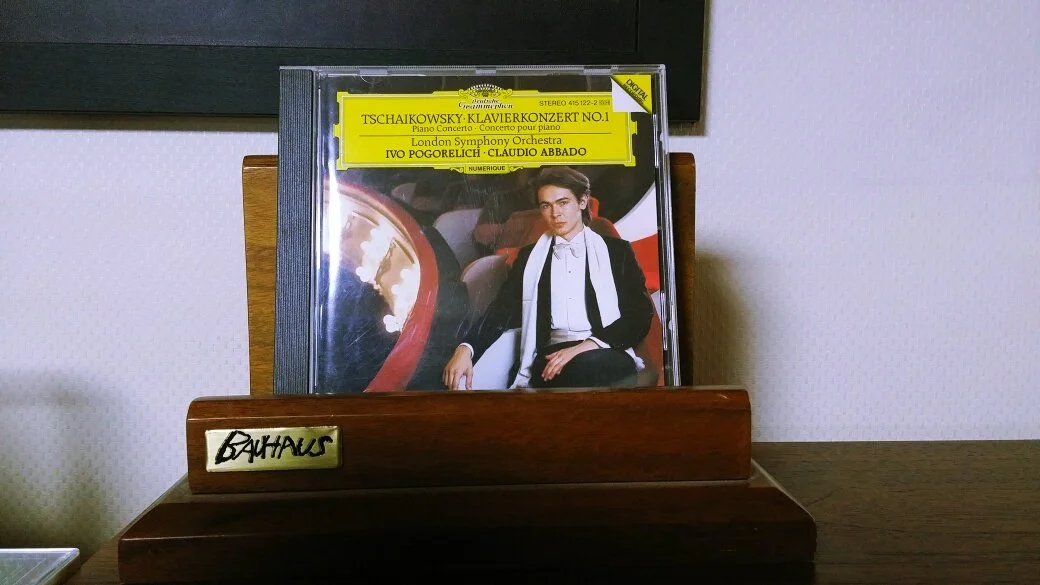 Deutsche
Grammophon
STEREO 415 122-2
DIGITAL
TSCHAIKOWSKY · KLAVIERKONZERT NO.1
Piano Concerto · Concerto pour piano
London Symphony Orchestra
IVO POGORELICH · CLAUDIO ABBADO
NUMERIQUE
BAUHAUS